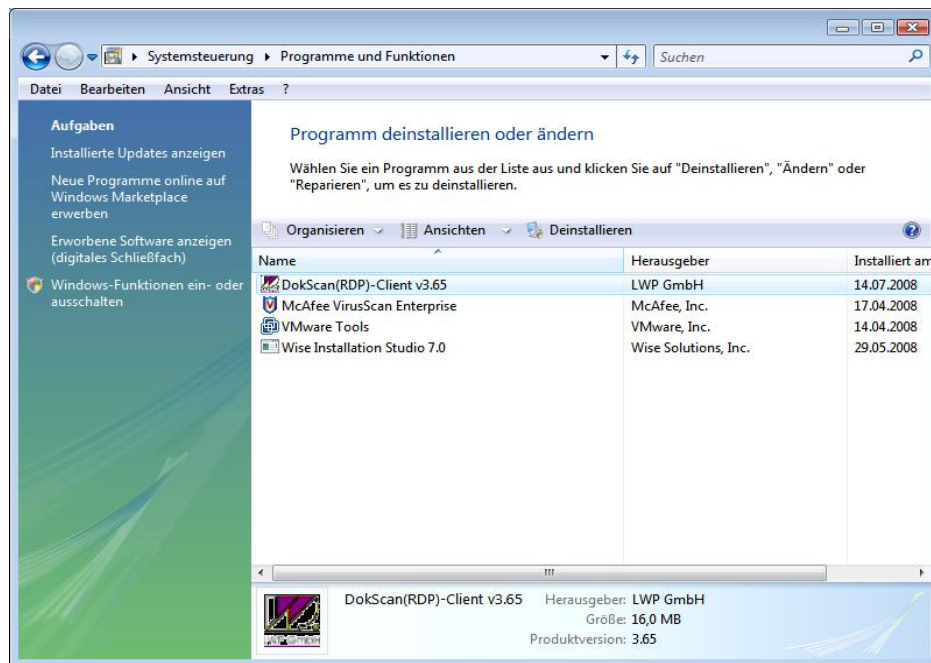 Systemsteuerung Programme und Funktionen
Suchen
Datei Bearbeiten Ansicht Extras ?
Aufgaben
Installierte Updates anzeigen
Neue Programme online auf
Windows Marketplace
erwerben
Erworbene Software anzeigen
(digitales Schließfach)
Windows-Funktionen ein- oder
ausschalten
Programm deinstallieren oder ändern
Wählen Sie ein Programm aus der Liste aus und klicken Sie auf "Deinstallieren", "Ändern" oder
"Reparieren", um es zu deinstallieren.
Organisieren Ansichten Deinstallieren
Name Herausgeber Installiert am
DokScan(RDP)-Client v3.65 LWP GmbH 14.07.2008
McAfee VirusScan Enterprise McAfee, Inc. 17.04.2008
VMware Tools VMware, Inc. 14.04.2008
Wise Installation Studio 7.0 Wise Solutions, Inc. 29.05.2008
DokScan(RDP)-Client v3.65 Herausgeber: LWP GmbH
Größe: 16,0 MB
Produktversion: 3.65